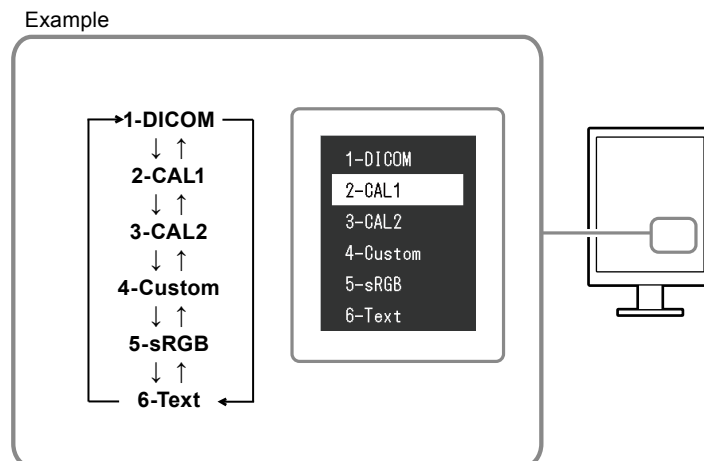 Example
1-DICOM
↓ ↑
2-CAL1
↓ ↑
3-CAL2
↓ ↑
4-Custom
↓ ↑
5-sRGB
↓ ↑
6-Text
1-DICOM
2-CAL1
3-CAL2
4-Custom
5-sRGB
6-Text